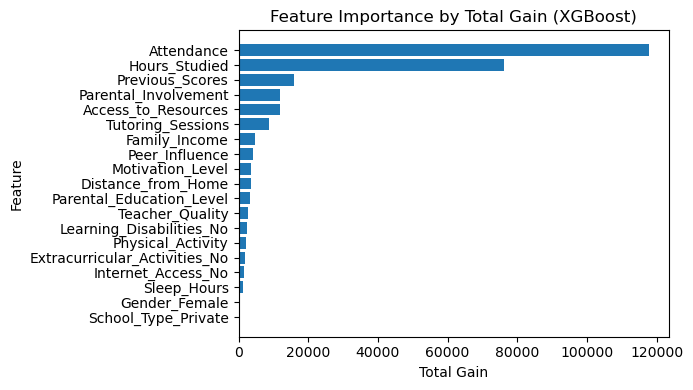 Feature Importance by Total Gain (XGBoost)
Attendance
Hours_Studied
Previous_Scores
Parental_Involvement
Access_to_Resources
Tutoring_Sessions
Family_Income
Peer_Influence
Motivation_Level
Distance_from_Home
Parental_Education_Level
Teacher_Quality
Learning_Disabilities_No
Physical_Activity
Extracurricular_Activities_No
Internet_Access_No
Sleep_Hours
Gender_Female
School_Type_Private
Feature
0 20000 40000 60000 80000 100000 120000
Total Gain